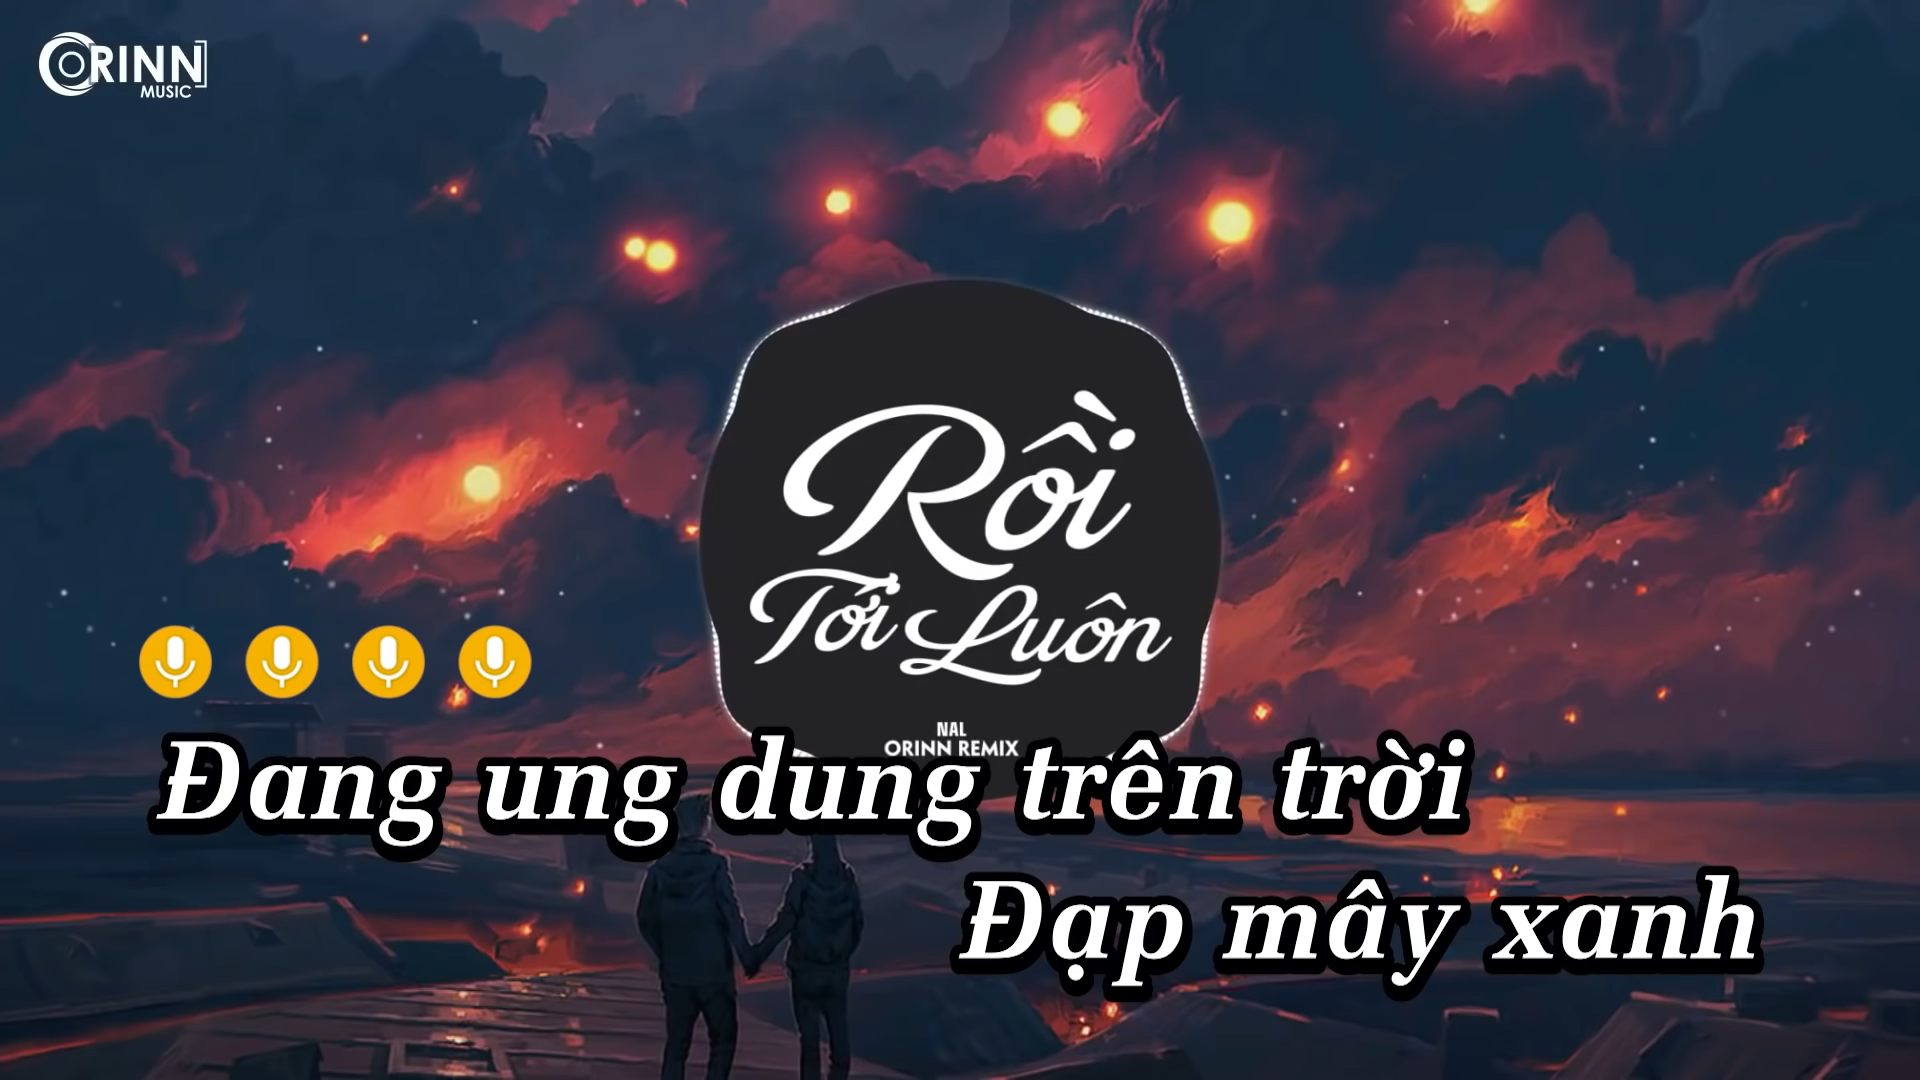 ORINN
MUSIC
Rồi
Tới Luôn
NAL
ORINN REMIX
Đang ung dung trên trời
Đạp mây xanh